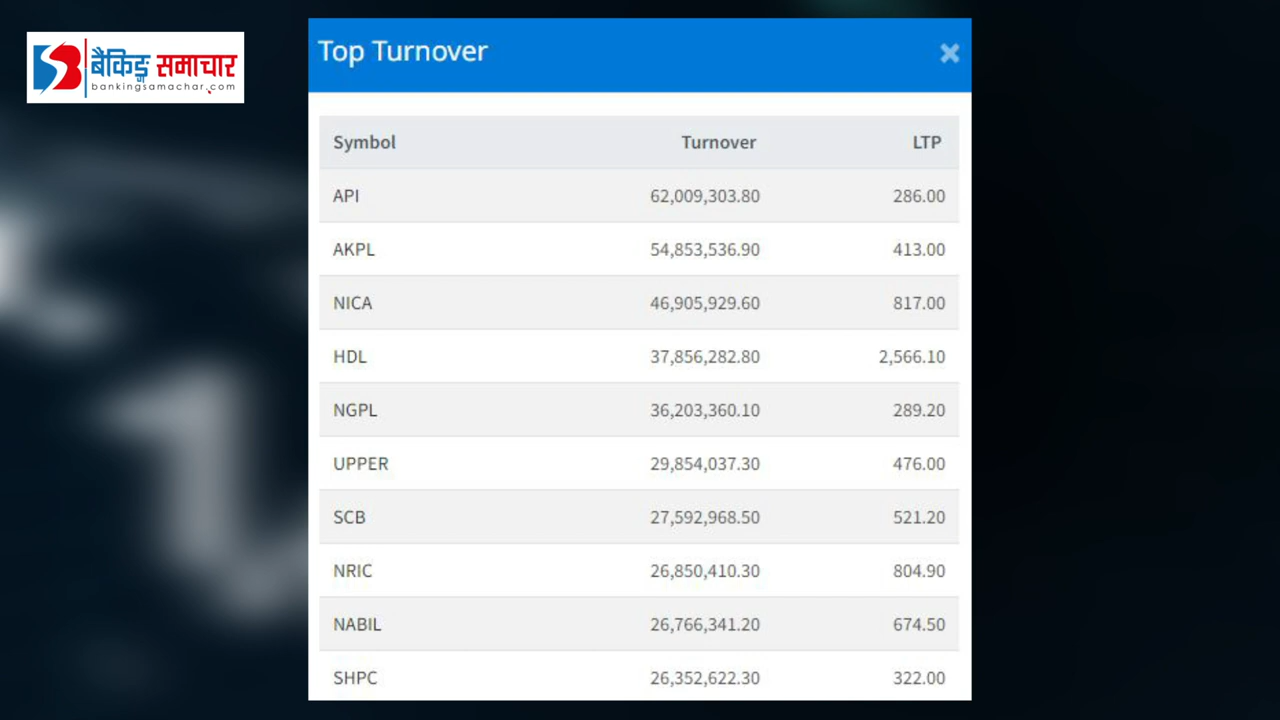 बैंकिङ्ग समाचार
bankingsamachar.com
Top Turnover ×
Symbol Turnover LTP
API 62,009,303.80 286.00
AKPL 54,853,536.90 413.00
NICA 46,905,929.60 817.00
HDL 37,856,282.80 2,566.10
NGPL 36,203,360.10 289.20
UPPER 29,854,037.30 476.00
SCB 27,592,968.50 521.20
NRIC 26,850,410.30 804.90
NABIL 26,766,341.20 674.50
SHPC 26,352,622.30 322.00